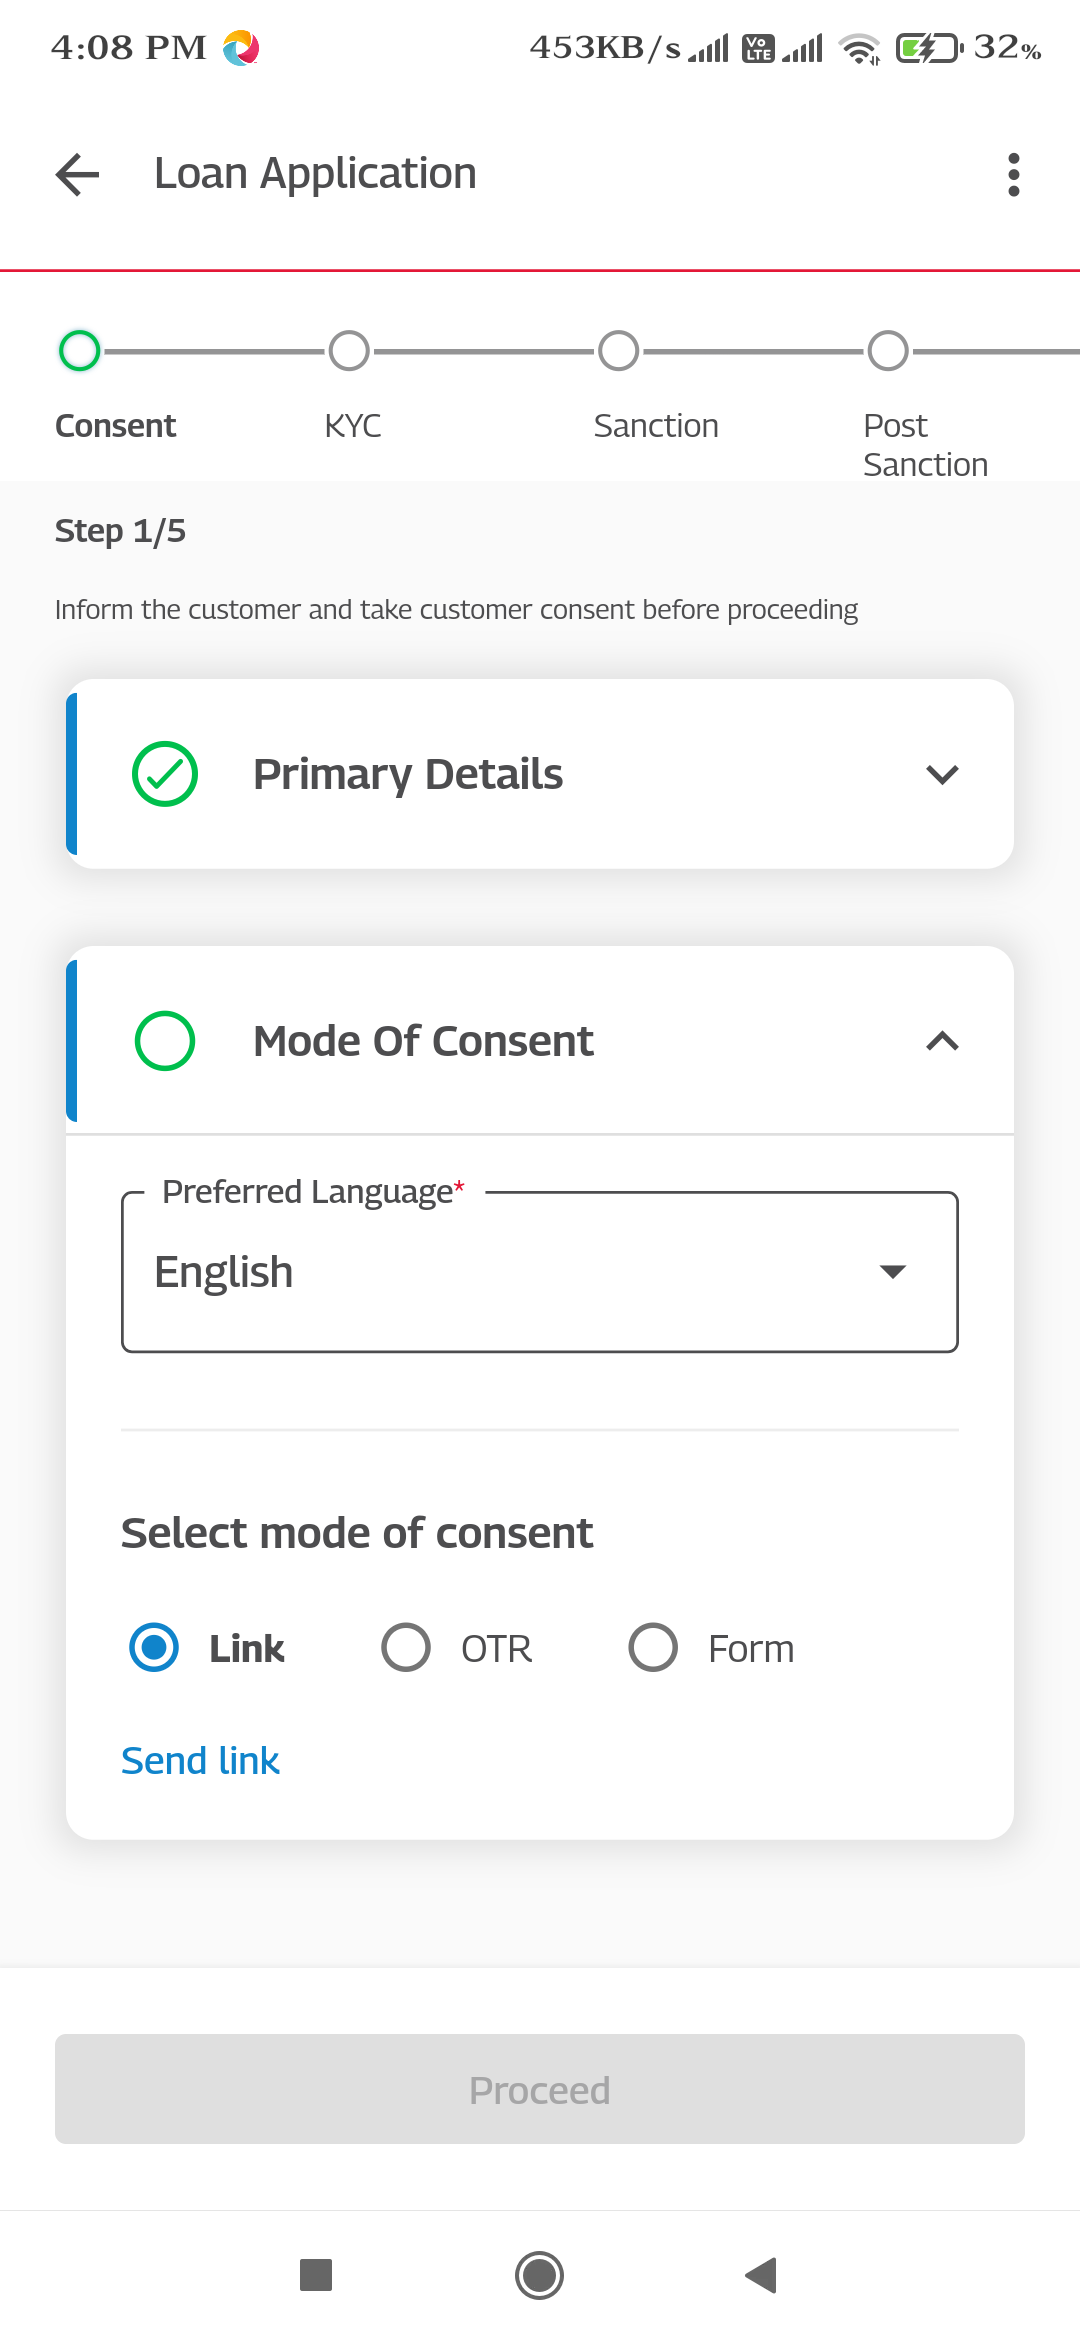 4:08 PM 453KB/s Vo LTE 32%
Loan Application
Consent KYC Sanction Post Sanction
Step 1/5
Inform the customer and take customer consent before proceeding
Primary Details
Mode Of Consent
Preferred Language*
English
Select mode of consent
Link OTR Form
Send link
Proceed